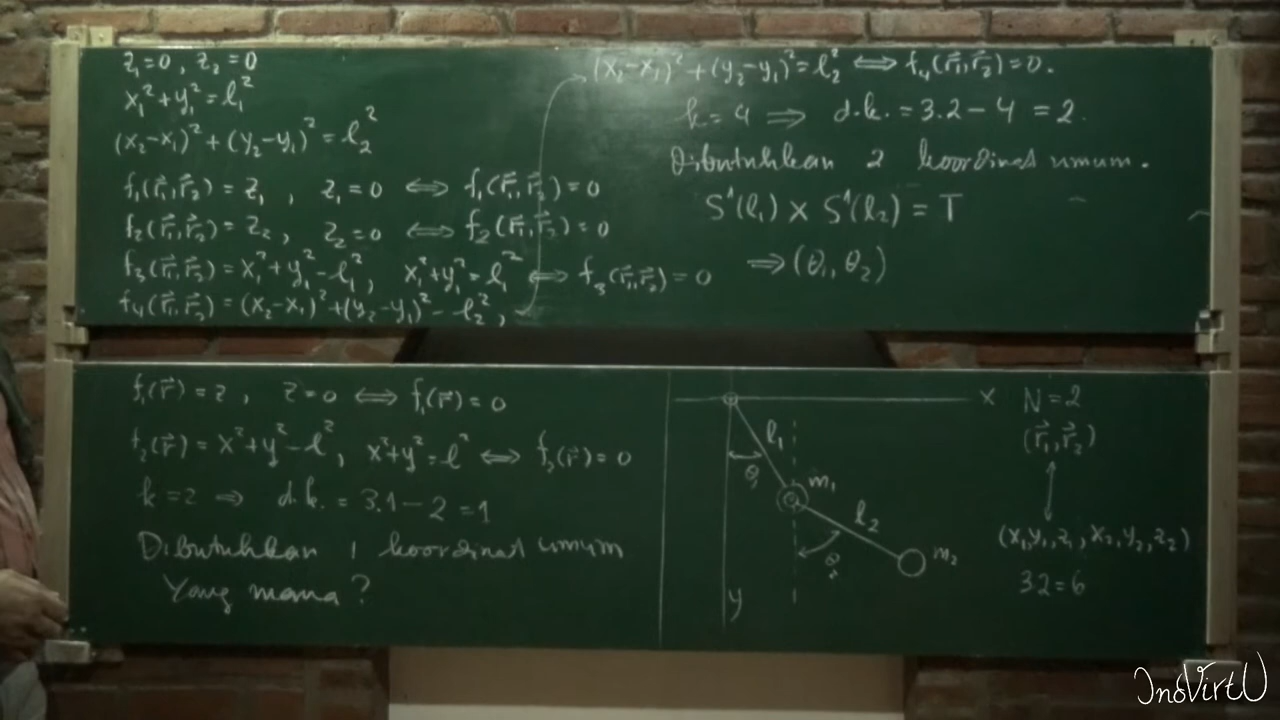 z₁=0 , z₂=0
x₁²+y₁²=l₁²
(x₂-x₁)²+(y₂-y₁)²=l₂²
f₁(r⃗₁,r⃗₂)=z₁ , z₁=0 ⟺ f₁(r⃗₁,r⃗₂)=0
f₂(r⃗₁,r⃗₂)=z₂, z₂=0 ⟺ f₂(r⃗₁,r⃗₂)=0
f₃(r⃗₁,r⃗₂)=x₁²+y₁²-l₁², x₁²+y₁²=l₁² ⟺ f₃(r⃗₁,r⃗₂)=0
f₄(r⃗₁,r⃗₂)=(x₂-x₁)²+(y₂-y₁)²-l₂²,
(x₂-x₁)²+(y₂-y₁)²=l₂² ⟺ f₄(r⃗₁,r⃗₂)=0.
k=4 ⟹ d.k.=3.2-4=2.
Dibutuhkan 2 koordinat umum.
S¹(l₁) × S¹(l₂) = T
⟹(θ₁,θ₂)
f₁(r⃗)=z, z=0 ⟺ f₁(r⃗)=0
f₂(r⃗)=x²+y²-l², x²+y²=l² ⟺ f₂(r⃗)=0
k=2 ⇒ d.k.=3.1-2=1
Dibutuhkan 1 koordinat umum
Yang mana?
x
l₁
θ₁
m₁
l₂
θ₂
m₂
y
N=2
(r⃗₁,r⃗₂)
(x₁,y₁,z₁,x₂,y₂,z₂)
3.2=6
InoVirtU